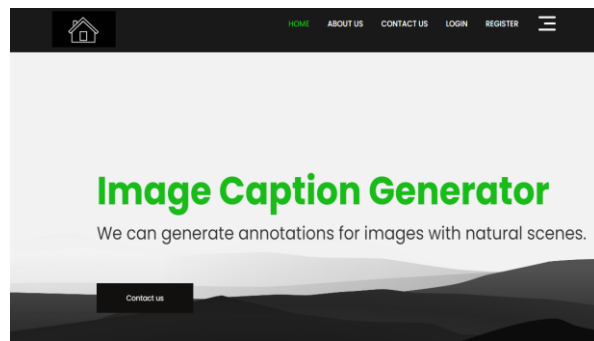 HOME ABOUT US CONTACT US LOGIN REGISTER
Image Caption Generator
We can generate annotations for images with natural scenes.
Contact us